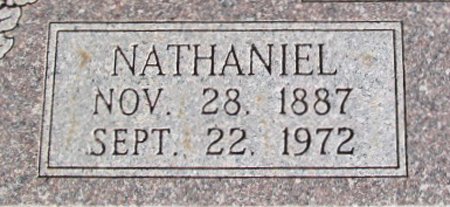 NATHANIEL
NOV. 28. 1887
SEPT. 22. 1972